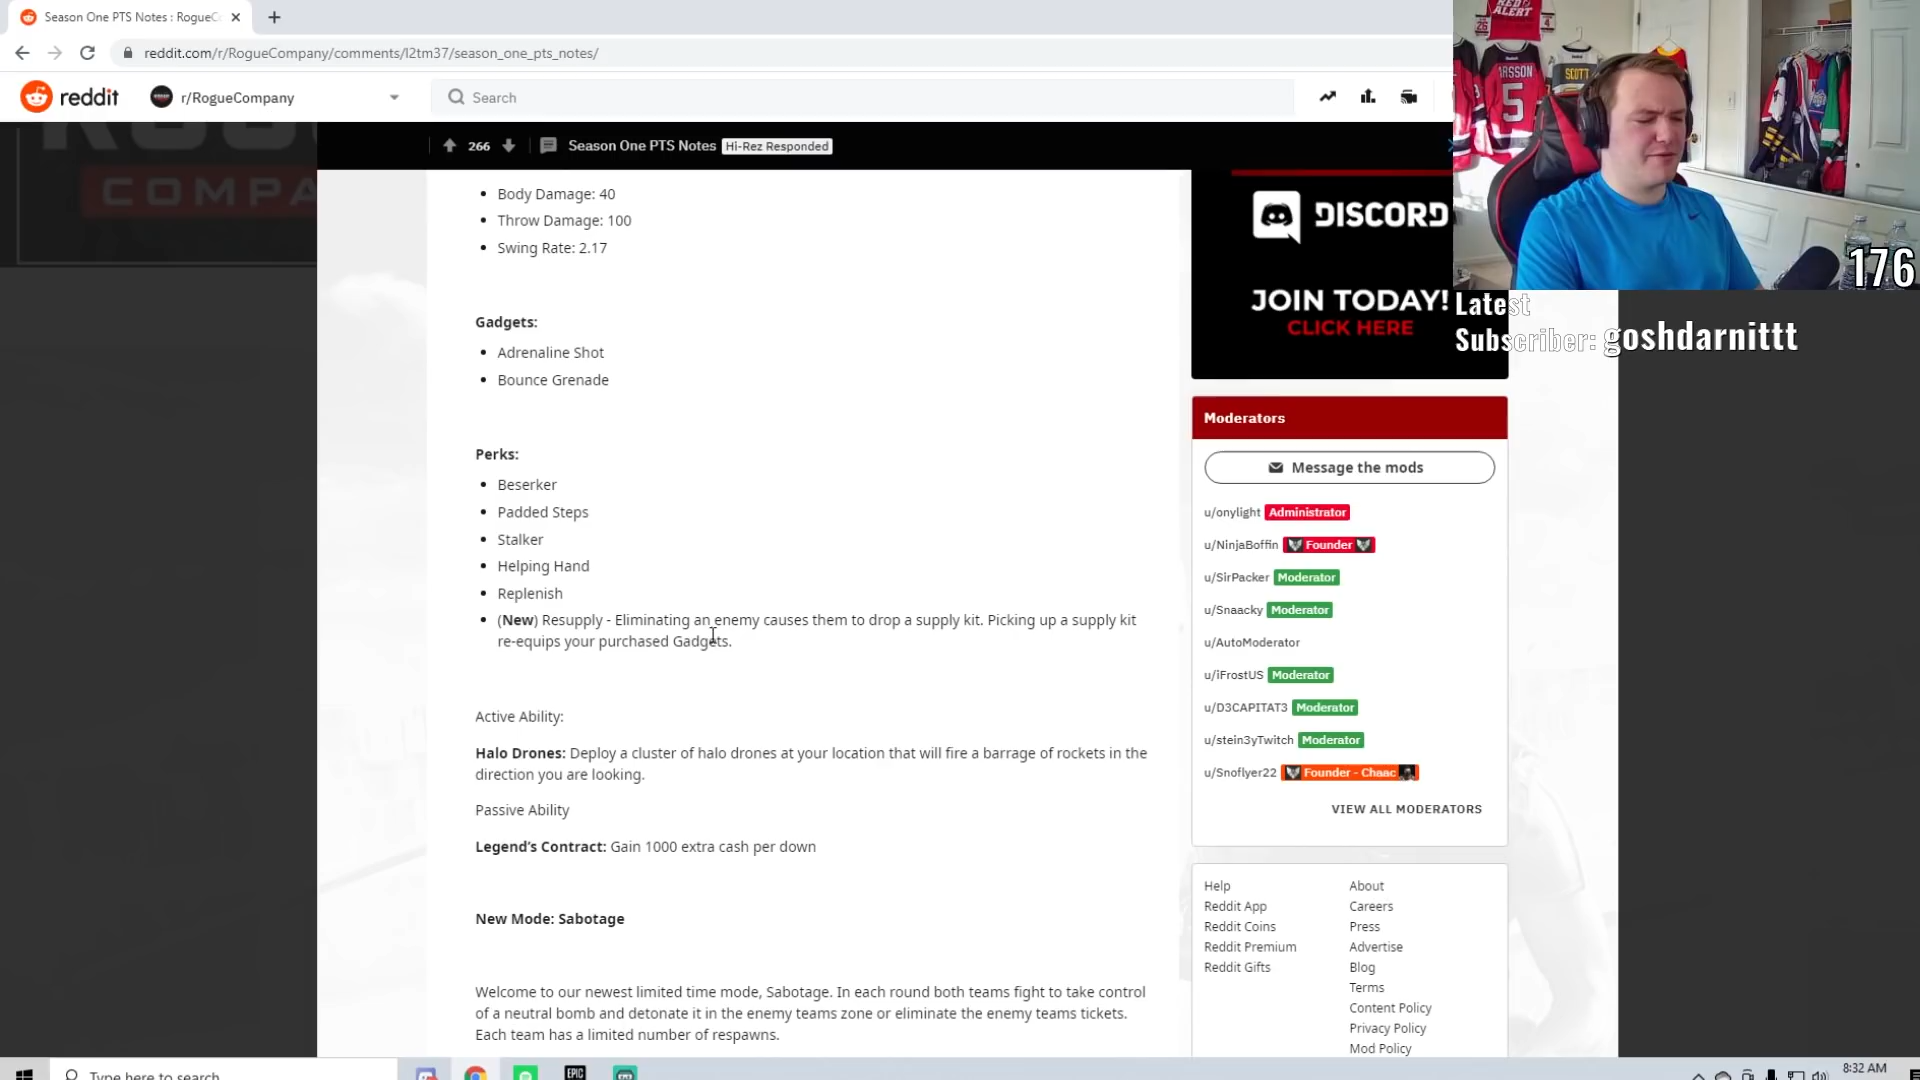 Season One PTS Notes : RogueC
reddit.com/r/RogueCompany/comments/l2tm37/season_one_pts_notes/
reddit
r/RogueCompany
Search
RED ALERT
5
SCOTT
176
Latest
Subscriber: goshdarnittt
COMPA
266
Season One PTS Notes
Hi-Rez Responded
Body Damage: 40
Throw Damage: 100
Swing Rate: 2.17
Gadgets:
Adrenaline Shot
Bounce Grenade
Perks:
Beserker
Padded Steps
Stalker
Helping Hand
Replenish
(New) Resupply - Eliminating an enemy causes them to drop a supply kit. Picking up a supply kit
re-equips your purchased Gadgets.
Active Ability:
Halo Drones: Deploy a cluster of halo drones at your location that will fire a barrage of rockets in the
direction you are looking.
Passive Ability
Legend's Contract: Gain 1000 extra cash per down
New Mode: Sabotage
Welcome to our newest limited time mode, Sabotage. In each round both teams fight to take control
of a neutral bomb and detonate it in the enemy teams zone or eliminate the enemy teams tickets.
Each team has a limited number of respawns.
DISCORD
JOIN TODAY!
CLICK HERE
Moderators
Message the mods
u/onylight Administrator
u/NinjaBoffin Founder
u/SirPacker Moderator
u/Snaacky Moderator
u/AutoModerator
u/iFrostUS Moderator
u/D3CAPITAT3 Moderator
u/stein3yTwitch Moderator
u/Snoflyer22 Founder - Chaac
VIEW ALL MODERATORS
Help
Reddit App
Reddit Coins
Reddit Premium
Reddit Gifts
About
Careers
Press
Advertise
Blog
Terms
Content Policy
Privacy Policy
Mod Policy
Type here to search
EPIC
8:32 AM